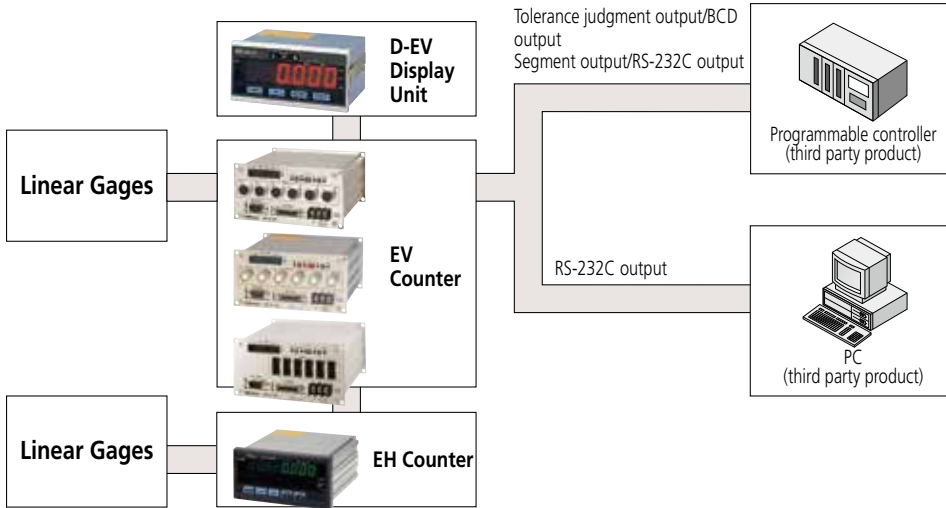 D-EV
Display
Unit
Tolerance judgment output/BCD
output
Segment output/RS-232C output
Programmable controller
(third party product)
Linear Gages
EV
Counter
RS-232C output
PC
(third party product)
Linear Gages
EH Counter